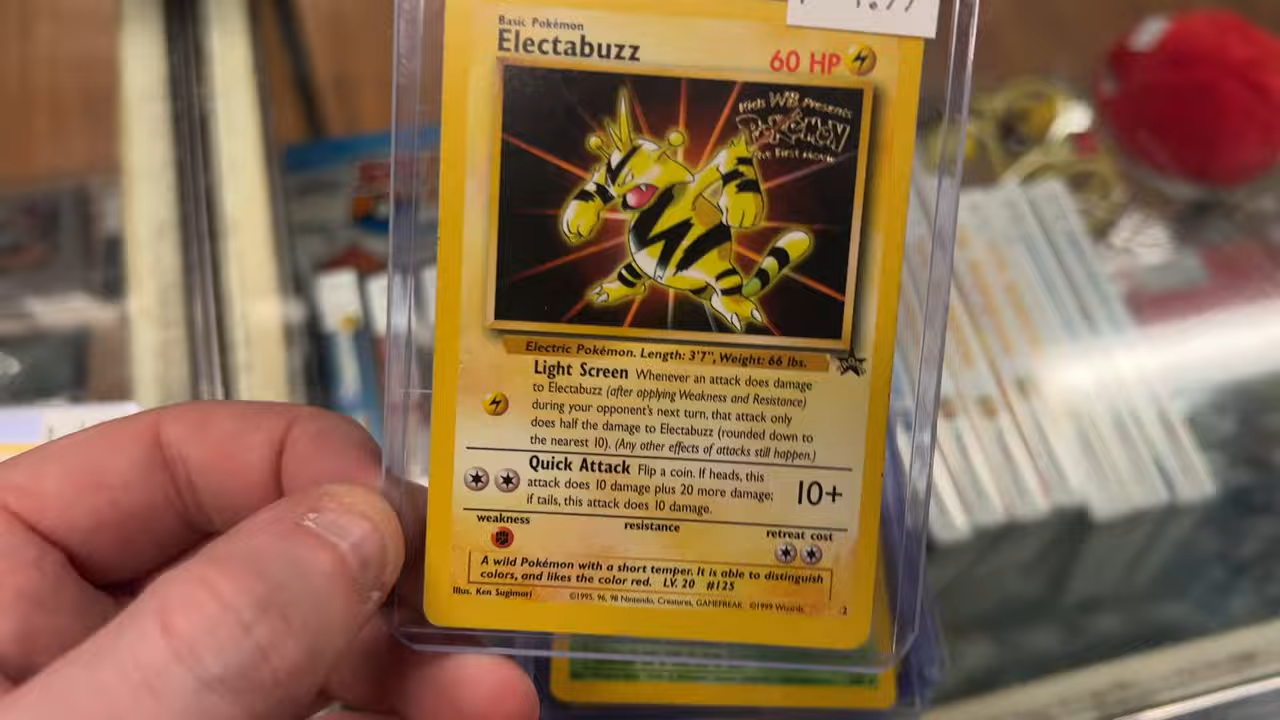 Basic Pokémon
Electabuzz
60 HP
Kids WB Presents
POKéMON
The First Movie
Electric Pokémon. Length: 3'7", Weight: 66 lbs.
Light Screen Whenever an attack does damage
to Electabuzz (after applying Weakness and Resistance)
during your opponent's next turn, that attack only
does half the damage to Electabuzz (rounded down to
the nearest 10). (Any other effects of attacks still happen.)
Quick Attack Flip a coin. If heads, this
attack does 10 damage plus 20 more damage;
if tails, this attack does 10 damage.
10+
weakness
resistance
retreat cost
A wild Pokémon with a short temper. It is able to distinguish
colors, and likes the color red. LV. 20 #125
Illus. Ken Sugimori
©1995, 96, 98 Nintendo, Creatures, GAMEFREAK. ©1999 Wizards.
2